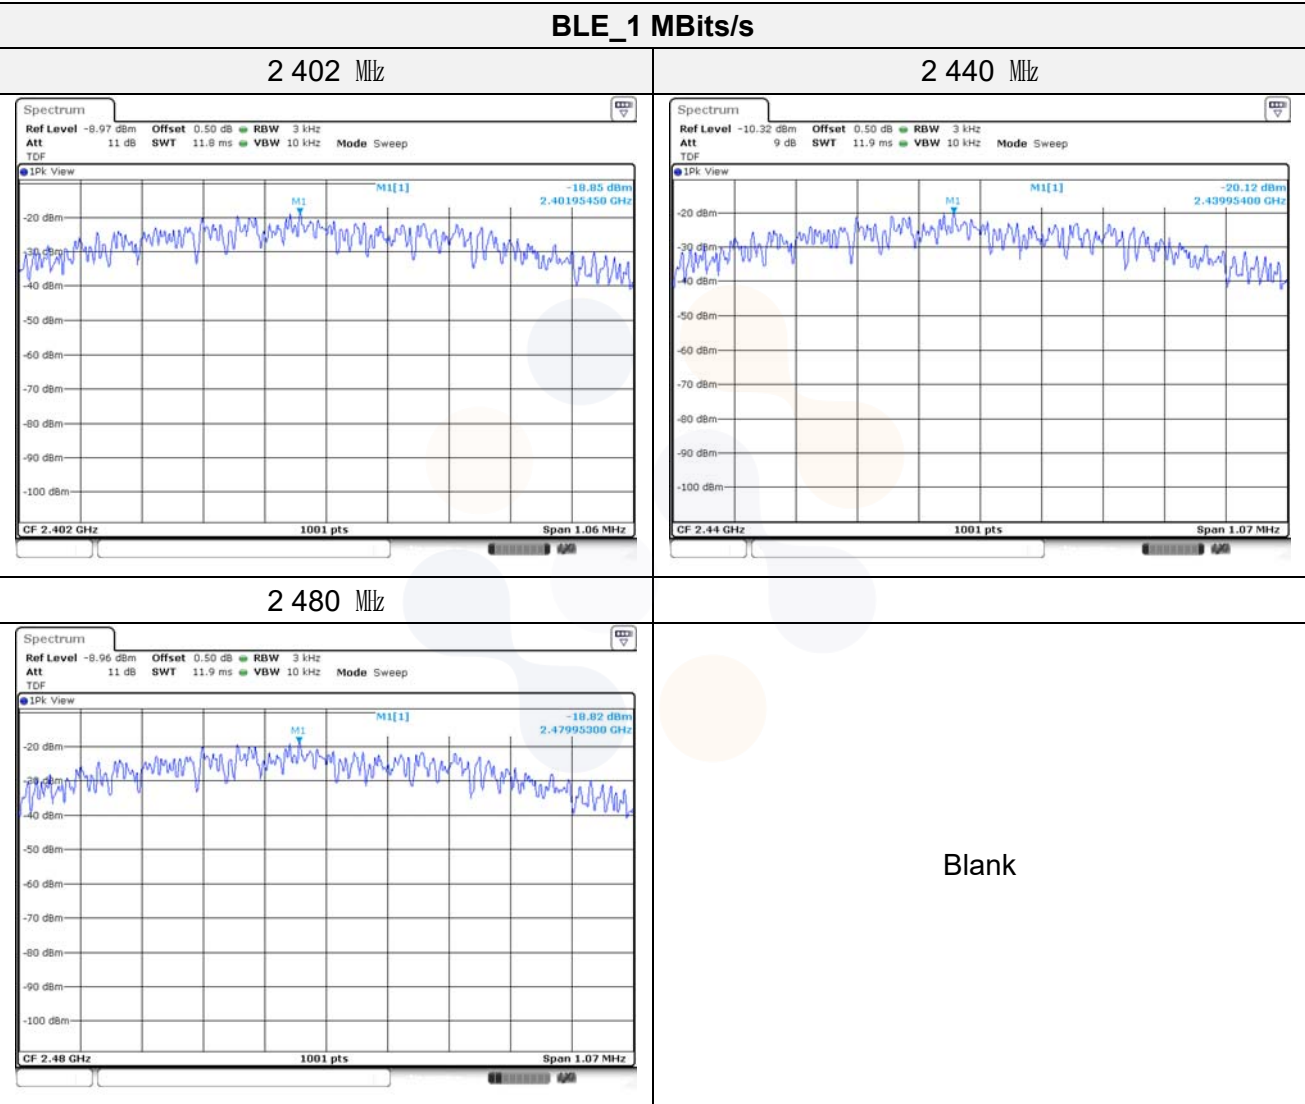 BLE_1 MBits/s
2 402 ㎒
2 440 ㎒
Spectrum
Ref Level -8.97 dBm Offset 0.50 dB RBW 3 kHz
Att 11 dB SWT 11.8 ms VBW 10 kHz Mode Sweep
TDF
1Pk View
M1[1] -18.85 dBm
2.40195450 GHz
M1
-20 dBm
-30 dBm
-40 dBm
-50 dBm
-60 dBm
-70 dBm
-80 dBm
-90 dBm
-100 dBm
CF 2.402 GHz 1001 pts Span 1.06 MHz
Spectrum
Ref Level -10.32 dBm Offset 0.50 dB RBW 3 kHz
Att 9 dB SWT 11.9 ms VBW 10 kHz Mode Sweep
TDF
1Pk View
M1[1] -20.12 dBm
2.43995400 GHz
M1
-20 dBm
-30 dBm
-40 dBm
-50 dBm
-60 dBm
-70 dBm
-80 dBm
-90 dBm
-100 dBm
CF 2.44 GHz 1001 pts Span 1.07 MHz
2 480 ㎒
Spectrum
Ref Level -8.96 dBm Offset 0.50 dB RBW 3 kHz
Att 11 dB SWT 11.9 ms VBW 10 kHz Mode Sweep
TDF
1Pk View
M1[1] -18.82 dBm
2.47995300 GHz
M1
-20 dBm
-30 dBm
-40 dBm
-50 dBm
-60 dBm
-70 dBm
-80 dBm
-90 dBm
-100 dBm
CF 2.48 GHz 1001 pts Span 1.07 MHz
Blank